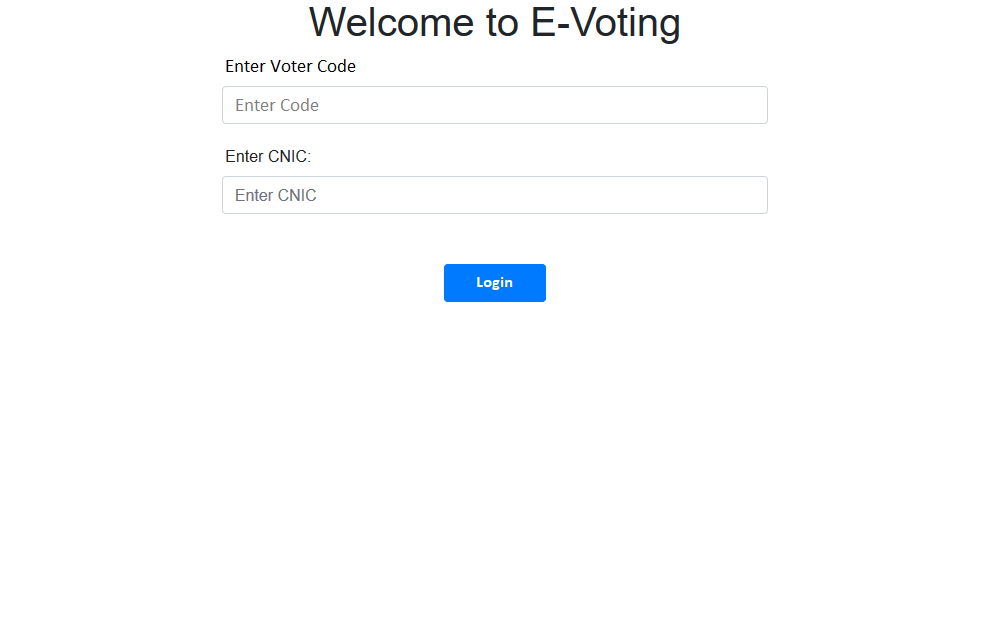 Welcome to E-Voting
Enter Voter Code
Enter Code
Enter CNIC:
Enter CNIC
Login